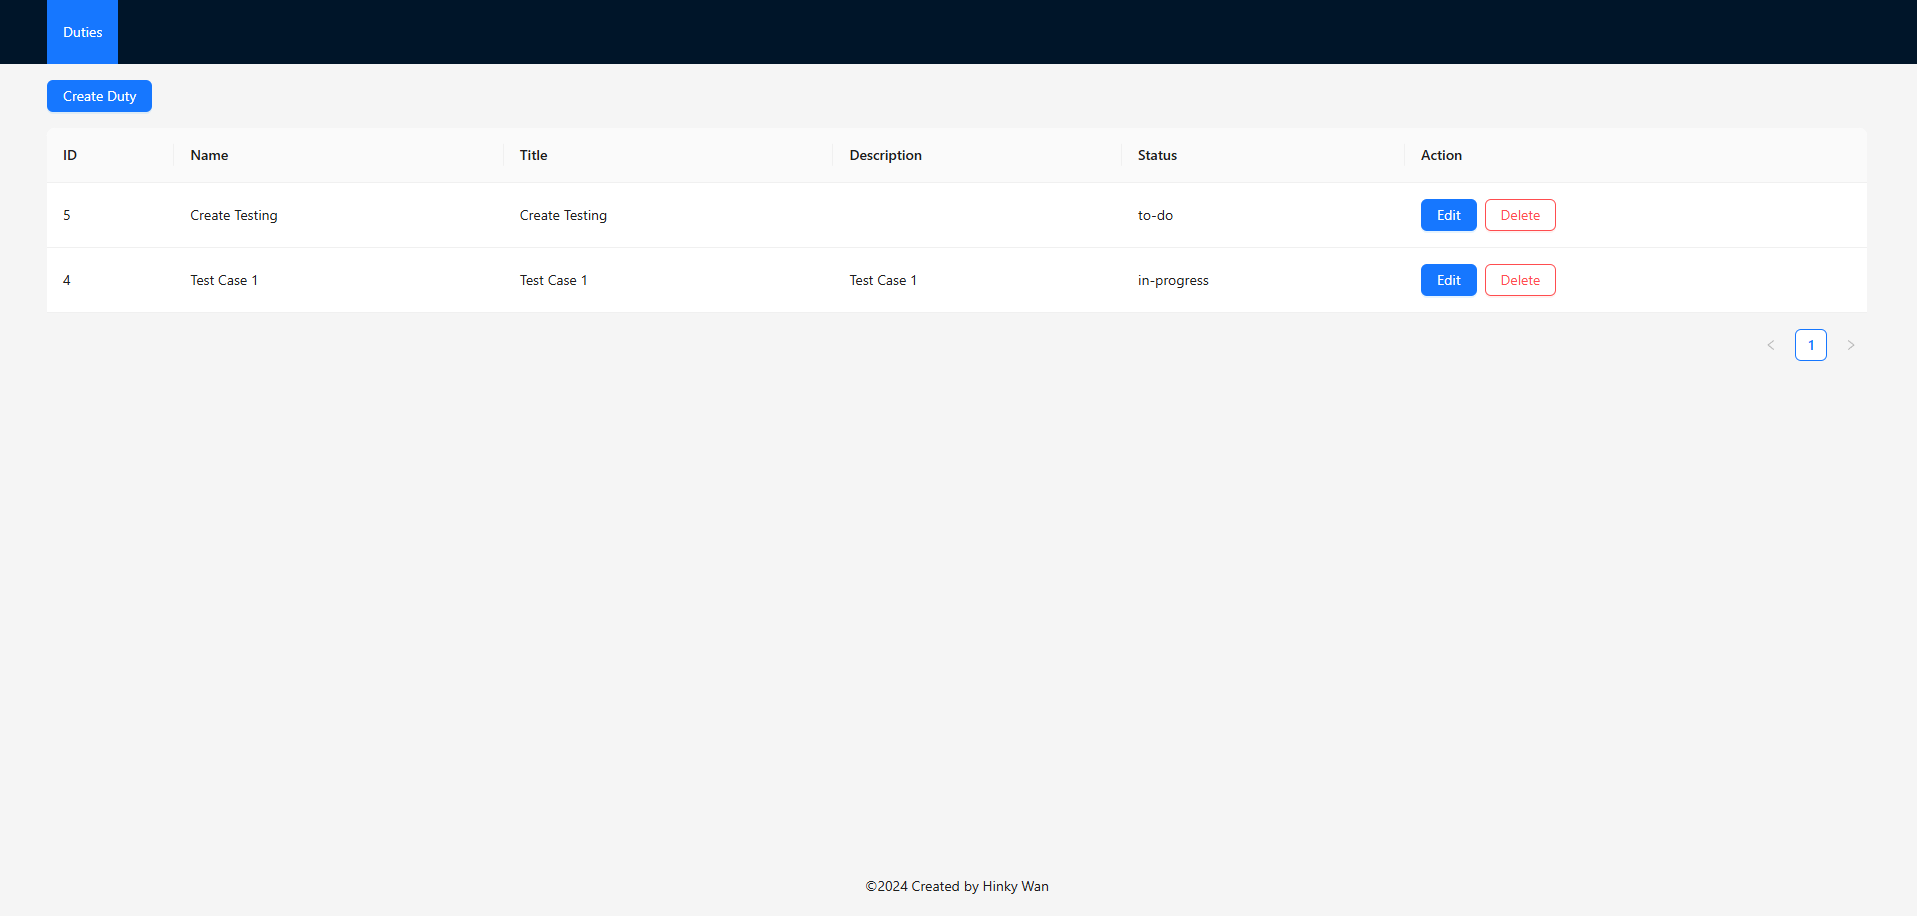 Duties
Create Duty
ID Name Title Description Status Action
5 Create Testing Create Testing to-do Edit Delete
4 Test Case 1 Test Case 1 Test Case 1 in-progress Edit Delete
< 1 >
©2024 Created by Hinky Wan